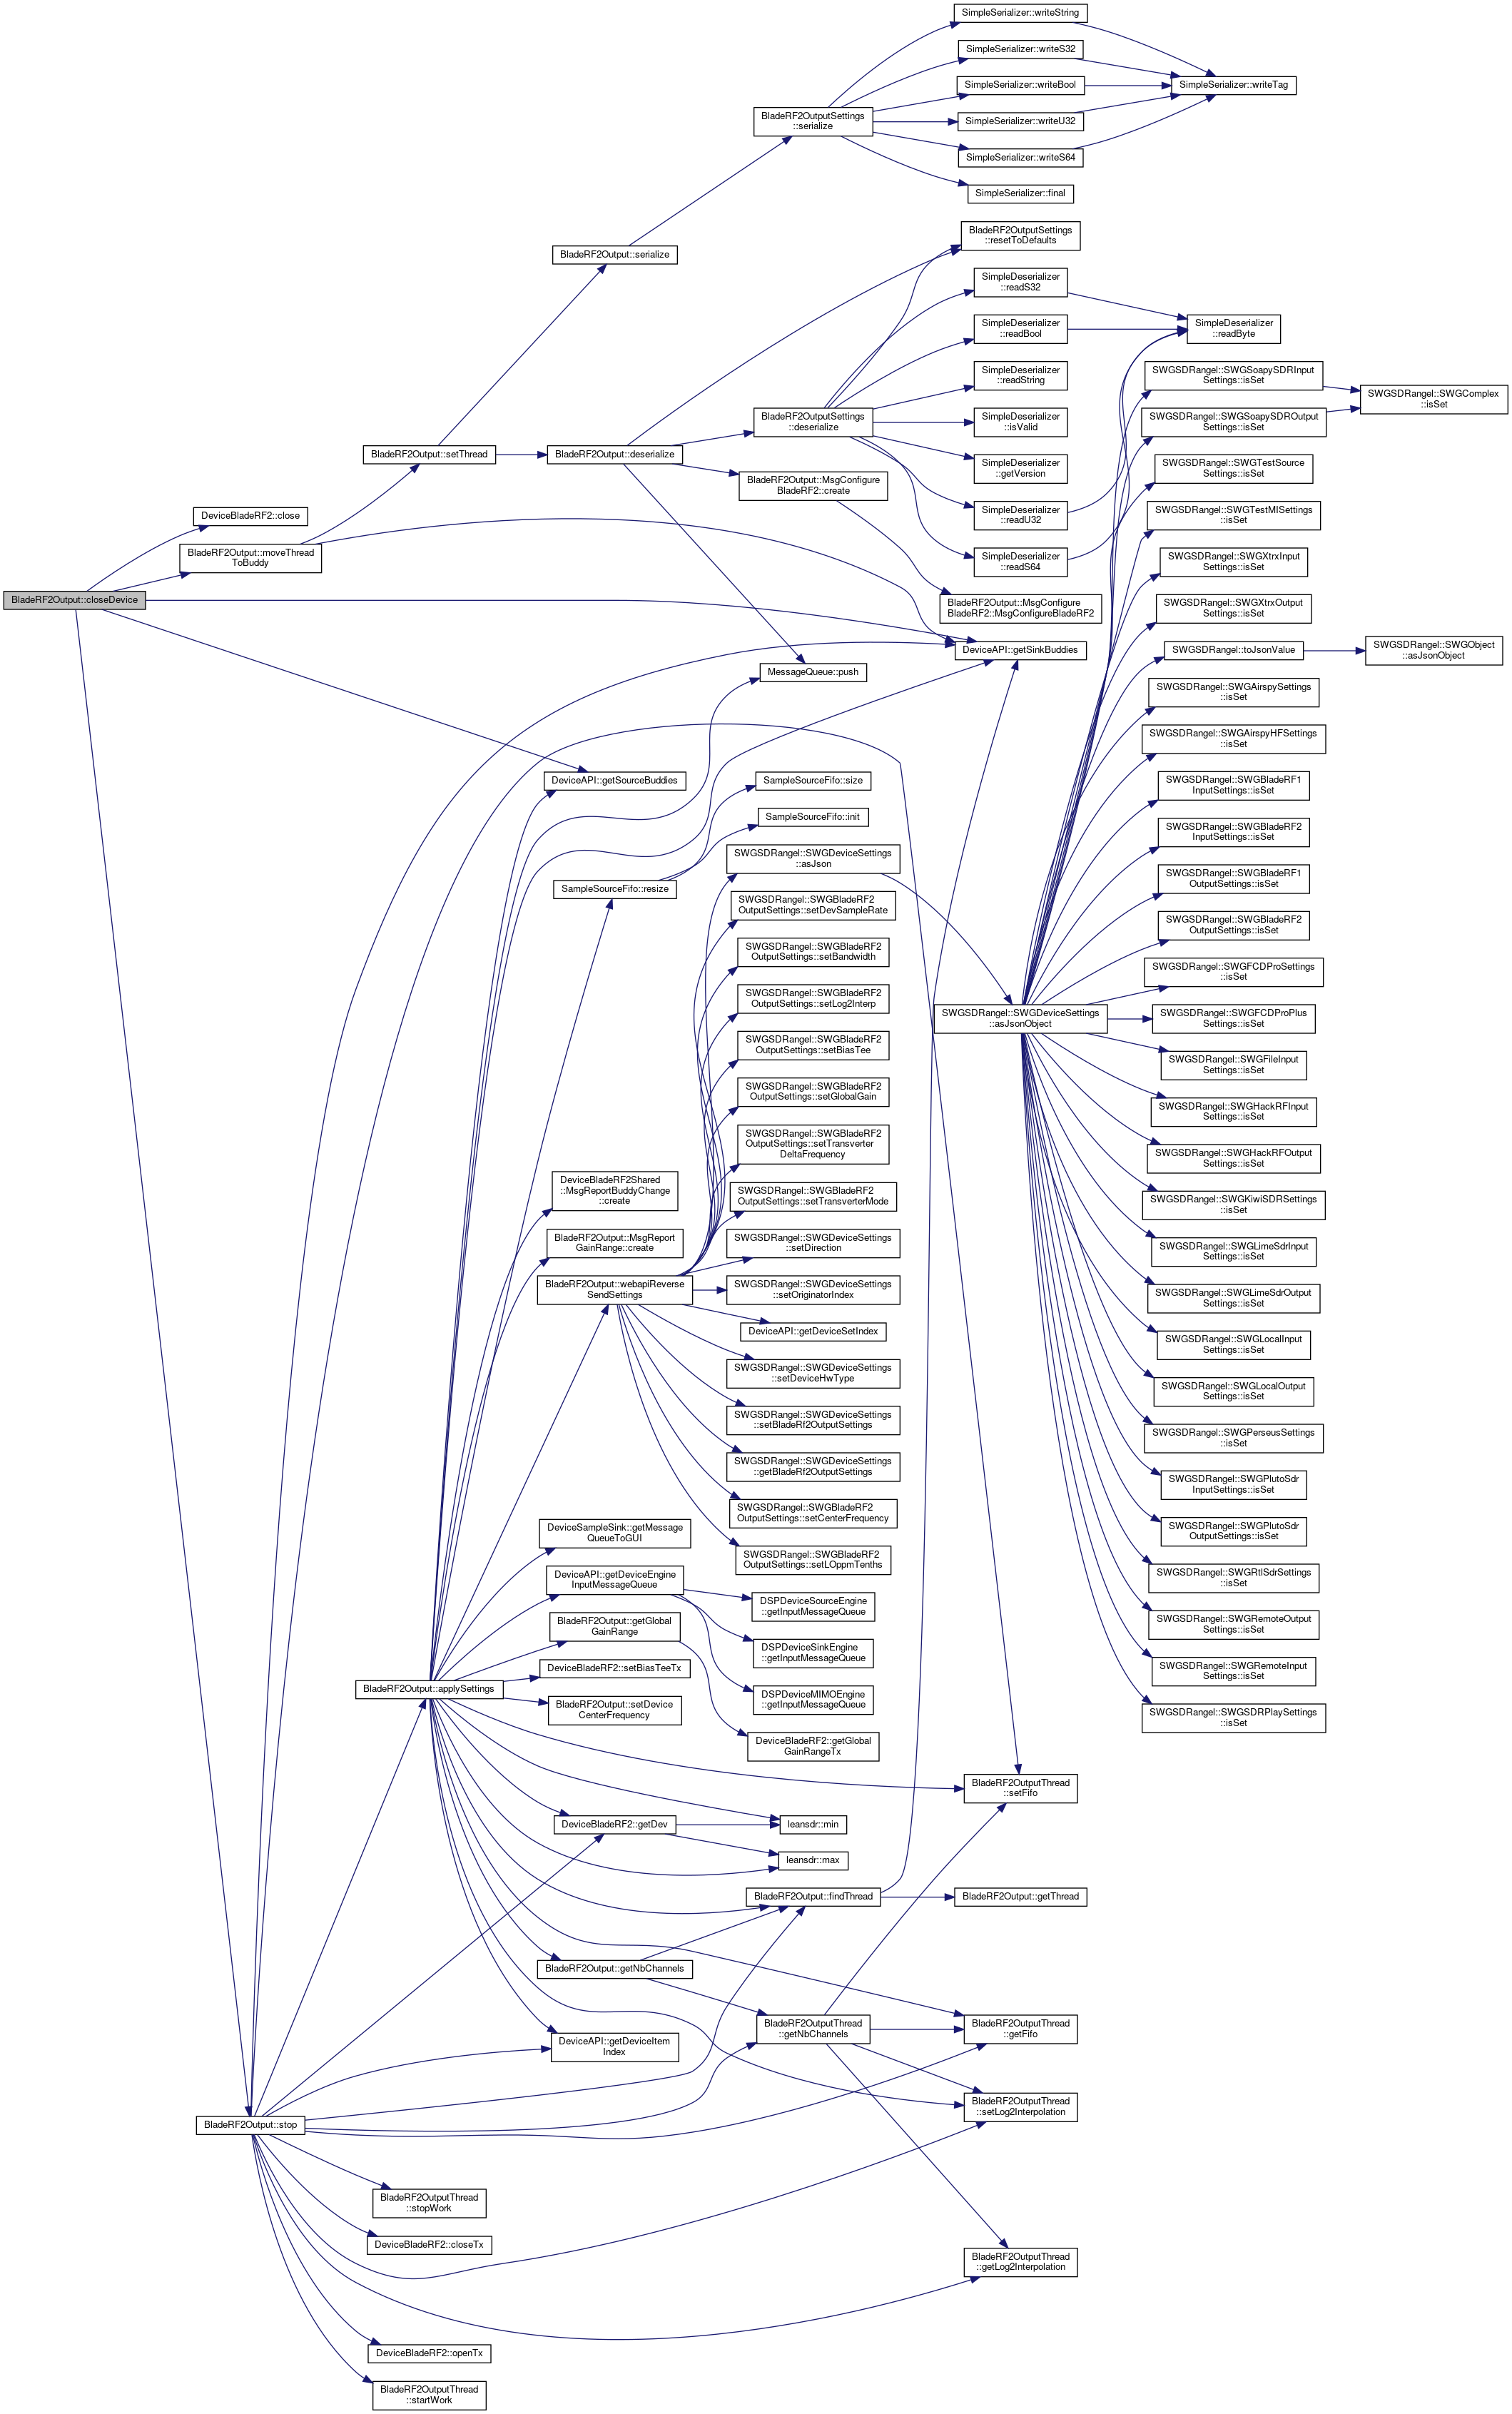 SimpleSerializer::writeString
SimpleSerializer::writeS32
SimpleSerializer::writeBool
SimpleSerializer::writeTag
BladeRF2OutputSettings
::serialize
SimpleSerializer::writeU32
SimpleSerializer::writeS64
SimpleSerializer::final
BladeRF2OutputSettings
::resetToDefaults
BladeRF2Output::serialize
SimpleDeserializer
::readS32
SimpleDeserializer
::readBool
SimpleDeserializer
::readByte
SimpleDeserializer
::readString
SWGSDRangel::SWGSoapySDRInput
Settings::isSet
SWGSDRangel::SWGComplex
::isSet
BladeRF2OutputSettings
::deserialize
SimpleDeserializer
::isValid
SWGSDRangel::SWGSoapySDROutput
Settings::isSet
BladeRF2Output::setThread
BladeRF2Output::deserialize
SimpleDeserializer
::getVersion
SWGSDRangel::SWGTestSource
Settings::isSet
BladeRF2Output::MsgConfigure
BladeRF2::create
DeviceBladeRF2::close
SimpleDeserializer
::readU32
SWGSDRangel::SWGTestMISettings
::isSet
BladeRF2Output::moveThread
ToBuddy
SimpleDeserializer
::readS64
SWGSDRangel::SWGXtrxInput
Settings::isSet
BladeRF2Output::closeDevice
BladeRF2Output::MsgConfigure
BladeRF2::MsgConfigureBladeRF2
SWGSDRangel::SWGXtrxOutput
Settings::isSet
DeviceAPI::getSinkBuddies
SWGSDRangel::toJsonValue
SWGSDRangel::SWGObject
::asJsonObject
MessageQueue::push
SWGSDRangel::SWGAirspySettings
::isSet
SWGSDRangel::SWGAirspyHFSettings
::isSet
DeviceAPI::getSourceBuddies
SampleSourceFifo::size
SWGSDRangel::SWGBladeRF1
InputSettings::isSet
SampleSourceFifo::init
SWGSDRangel::SWGBladeRF2
InputSettings::isSet
SWGSDRangel::SWGDeviceSettings
::asJson
SampleSourceFifo::resize
SWGSDRangel::SWGBladeRF1
OutputSettings::isSet
SWGSDRangel::SWGBladeRF2
OutputSettings::setDevSampleRate
SWGSDRangel::SWGBladeRF2
OutputSettings::isSet
SWGSDRangel::SWGBladeRF2
OutputSettings::setBandwidth
SWGSDRangel::SWGFCDProSettings
::isSet
SWGSDRangel::SWGBladeRF2
OutputSettings::setLog2Interp
SWGSDRangel::SWGDeviceSettings
::asJsonObject
SWGSDRangel::SWGFCDProPlus
Settings::isSet
SWGSDRangel::SWGBladeRF2
OutputSettings::setBiasTee
SWGSDRangel::SWGFileInput
Settings::isSet
SWGSDRangel::SWGBladeRF2
OutputSettings::setGlobalGain
SWGSDRangel::SWGHackRFInput
Settings::isSet
SWGSDRangel::SWGBladeRF2
OutputSettings::setTransverter
DeltaFrequency
SWGSDRangel::SWGHackRFOutput
Settings::isSet
DeviceBladeRF2Shared
::MsgReportBuddyChange
::create
SWGSDRangel::SWGBladeRF2
OutputSettings::setTransverterMode
SWGSDRangel::SWGKiwiSDRSettings
::isSet
BladeRF2Output::MsgReport
GainRange::create
SWGSDRangel::SWGDeviceSettings
::setDirection
SWGSDRangel::SWGLimeSdrInput
Settings::isSet
BladeRF2Output::webapiReverse
SendSettings
SWGSDRangel::SWGDeviceSettings
::setOriginatorIndex
SWGSDRangel::SWGLimeSdrOutput
Settings::isSet
DeviceAPI::getDeviceSetIndex
SWGSDRangel::SWGLocalInput
Settings::isSet
SWGSDRangel::SWGDeviceSettings
::setDeviceHwType
SWGSDRangel::SWGLocalOutput
Settings::isSet
SWGSDRangel::SWGDeviceSettings
::setBladeRf2OutputSettings
SWGSDRangel::SWGPerseusSettings
::isSet
SWGSDRangel::SWGDeviceSettings
::getBladeRf2OutputSettings
SWGSDRangel::SWGPlutoSdr
InputSettings::isSet
SWGSDRangel::SWGBladeRF2
OutputSettings::setCenterFrequency
SWGSDRangel::SWGPlutoSdr
OutputSettings::isSet
DeviceSampleSink::getMessage
QueueToGUI
SWGSDRangel::SWGBladeRF2
OutputSettings::setLOppmTenths
SWGSDRangel::SWGRtlSdrSettings
::isSet
DeviceAPI::getDeviceEngine
InputMessageQueue
DSPDeviceSourceEngine
::getInputMessageQueue
SWGSDRangel::SWGRemoteOutput
Settings::isSet
BladeRF2Output::getGlobal
GainRange
DSPDeviceSinkEngine
::getInputMessageQueue
SWGSDRangel::SWGRemoteInput
Settings::isSet
DeviceBladeRF2::setBiasTeeTx
BladeRF2Output::applySettings
DSPDeviceMIMOEngine
::getInputMessageQueue
BladeRF2Output::setDevice
CenterFrequency
SWGSDRangel::SWGSDRPlaySettings
::isSet
DeviceBladeRF2::getGlobal
GainRangeTx
BladeRF2OutputThread
::setFifo
DeviceBladeRF2::getDev
leansdr::min
leansdr::max
BladeRF2Output::findThread
BladeRF2Output::getThread
BladeRF2Output::getNbChannels
BladeRF2OutputThread
::getNbChannels
BladeRF2OutputThread
::getFifo
DeviceAPI::getDeviceItem
Index
BladeRF2OutputThread
::setLog2Interpolation
BladeRF2Output::stop
BladeRF2OutputThread
::stopWork
DeviceBladeRF2::closeTx
BladeRF2OutputThread
::getLog2Interpolation
DeviceBladeRF2::openTx
BladeRF2OutputThread
::startWork